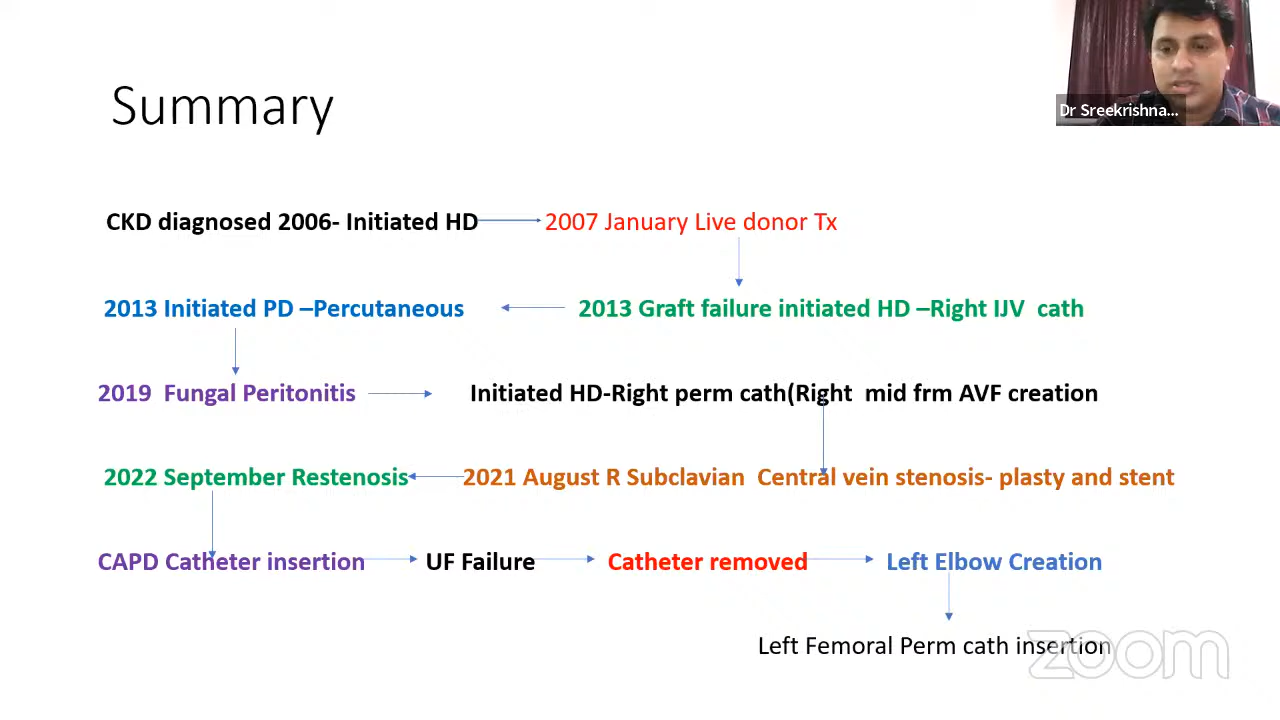 Summary
Dr Sreekrishna...
CKD diagnosed 2006- Initiated HD
2007 January Live donor Tx
2013 Initiated PD –Percutaneous
2013 Graft failure initiated HD –Right IJV cath
2019 Fungal Peritonitis
Initiated HD-Right perm cath(Right mid frm AVF creation
2022 September Restenosis
2021 August R Subclavian Central vein stenosis- plasty and stent
CAPD Catheter insertion
UF Failure
Catheter removed
Left Elbow Creation
Left Femoral Perm cath insertion
zoom